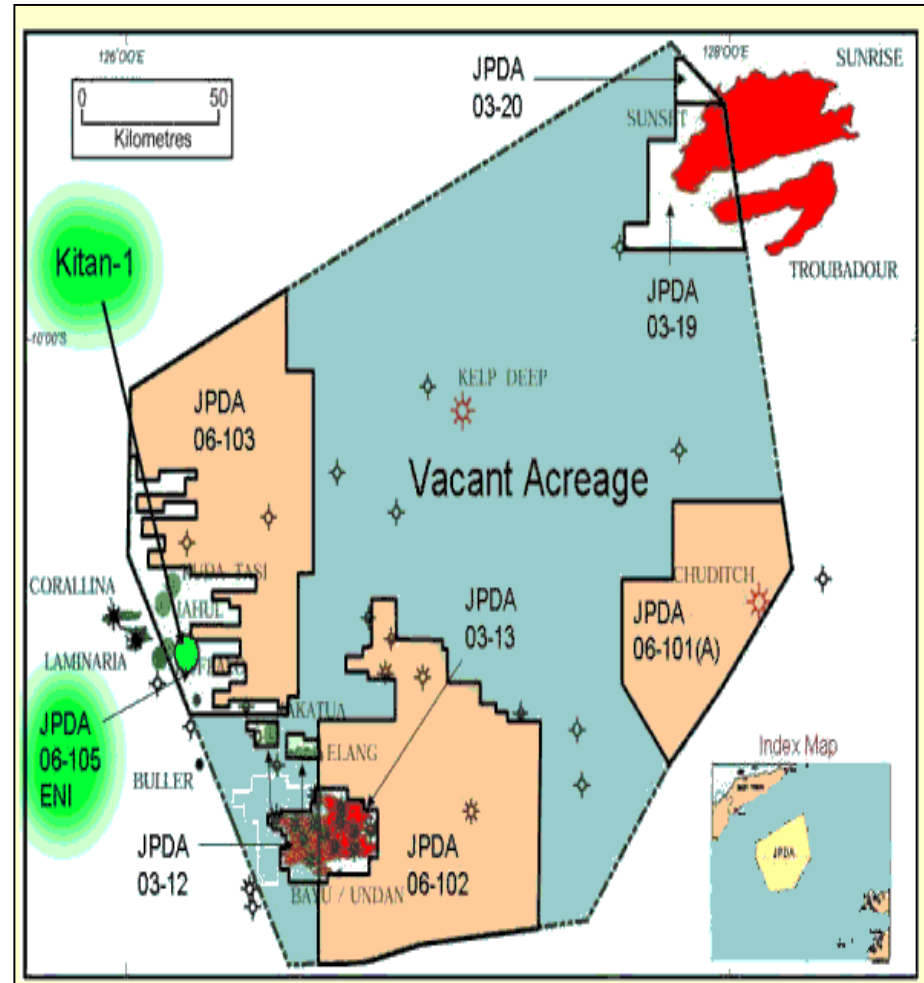 126°00'E
128°00'E
0 50
Kilometres
JPDA
03-20
SUNRISE
SUNSET
Kitan-1
JPDA
03-19
TROUBADOUR
10°00'S
KELP DEEP
JPDA
06-103
Vacant Acreage
CORALLINA
JAHUL
LAMINARIA
CHUDITCH
JPDA
06-101(A)
JPDA
03-13
JPDA
06-105
ENI
ELANG
BULLER
Index Map
JPDA
JPDA
03-12
JPDA
06-102
BAYU / UNDAN